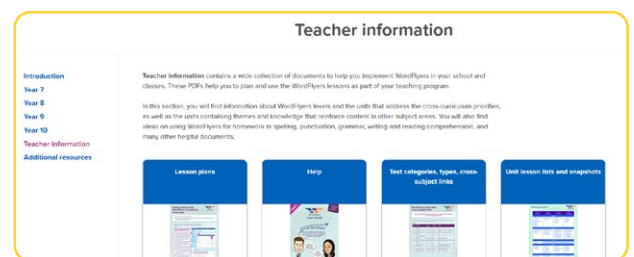 Teacher information
Introduction
Year 7
Year 8
Year 9
Year 10
Teacher Information
Additional resources
Teacher information contains a wide collection of documents to help you implement WordFlyers in your school and
classes. These PDFs help you to plan and use the WordFlyers lessons as part of your teaching program.
In this section, you will find information about WordFlyers levels and the units that address the cross-curriculum priorities,
as well as the units containing themes and knowledge that reinforce content in other subject areas. You will also find
ideas on using WordFlyers for homework in spelling, punctuation, grammar, writing and reading comprehension, and
many other helpful documents.
Lesson plans
Help
Text categories, types, cross-
subject links
Unit lesson lists and snapshots